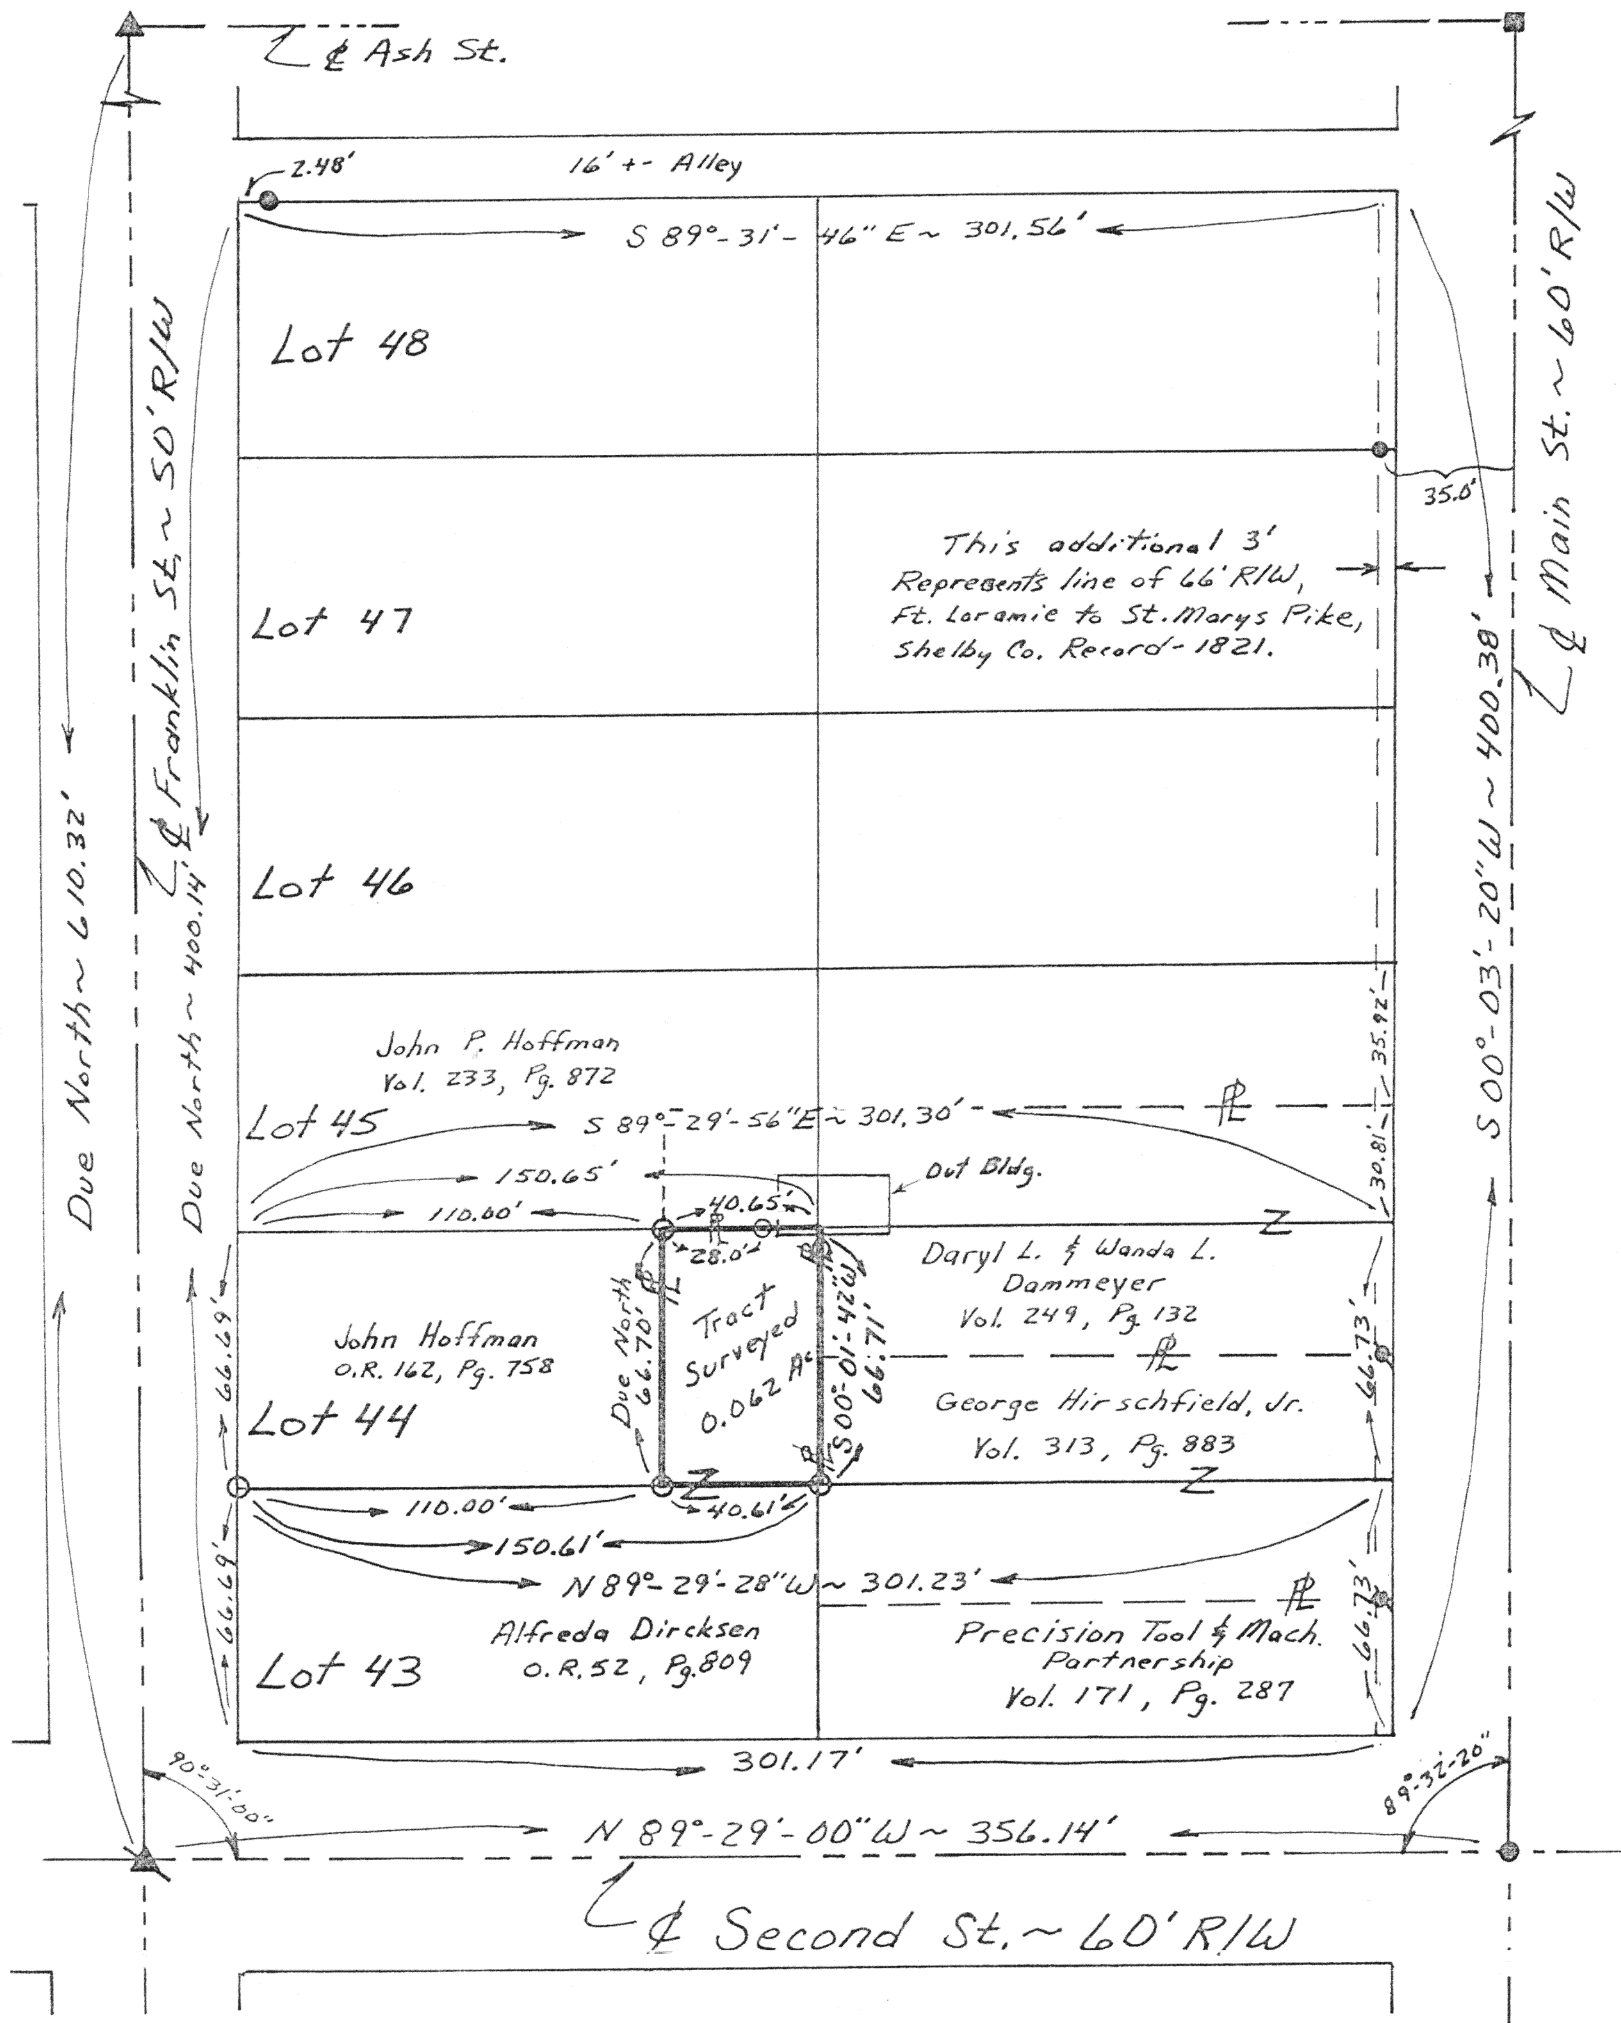 ℄ Ash St.
16' +- Alley
2.48'
S 89°-31'-46" E ~ 301.56'
Lot 48
35.0'
℄ Franklin St. ~ 50' R/W
℄ Main St. ~ 60' R/W
This additional 3'
Represents line of 66' R/W,
Ft. Loramie to St. Marys Pike,
Shelby Co. Record - 1821.
Lot 47
Due North ~ 610.32'
Due North ~ 400.14'
S 00°-03'-20" W ~ 400.38'
Lot 46
John P. Hoffman
Vol. 233, Pg. 872
35.92'
Lot 45
S 89°-29'-56" E ~ 301.30'
PL
30.81'
150.65'
Out Bldg.
110.00'
40.65'
PL
28.0'
PL
PL
Z
Daryl L. & Wanda L.
Dammeyer
Vol. 249, Pg. 132
PL
Due North
66.70'
Tract
Surveyed
0.062 Ac
S 00°-01'-42" W
66.71'
66.69'
66.73'
John Hoffman
O.R. 162, Pg. 758
George Hirschfield, Jr.
Vol. 313, Pg. 883
Lot 44
PL
Z
Z
110.00'
40.61'
150.61'
N 89°-29'-28" W ~ 301.23'
PL
66.69'
66.73'
Alfreda Dircksen
O.R. 52, Pg. 809
Precision Tool & Mach.
Partnership
Vol. 171, Pg. 287
Lot 43
301.17'
90°-31'-00"
89°-32'-20"
N 89°-29'-00" W ~ 356.14'
℄ Second St. ~ 60' R/W